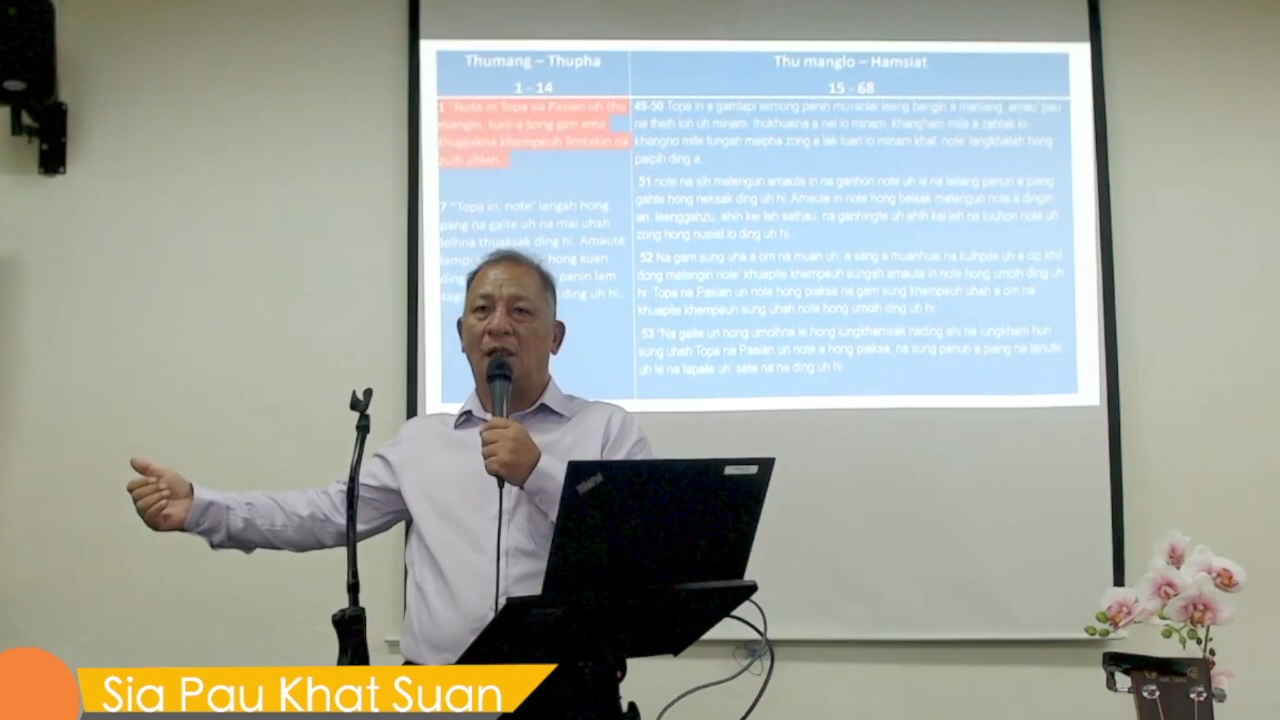 Thumang – Thupha
1 - 14
1 "Note in Topa na Pasian uh thu
mangin, tuni a kong gen ama
thupiakna khempeuh limtakin na
zuih uhleh
7 "Topa in, note' langah hong
pang na galte uh na mai uhah
lelhna thuaksak ding hi. Amaute
lampi hong kuan
ding panin lam
sag ding uh hi.
Thu manglo – Hamsiat
15 - 68
49-50 Topa in a gamlapi leimong panin muvanlai leeng bangin a manlang, amau' pau
na theih loh uh minam, thukhualna a nei lo minam, khangham mite a zahtak lo
khangno mite tungah maipha zong a lak tuan lo minam khat, note' langkhatah hong
paipih ding a,
51 note na sih matengun amaute in na ganhon note uh le na leitang panun a piang
gahte hong neksak ding uh hi. Amaute in note hong beisak matengun note a dingin
an, leenggahzu, ahih kei leh sathau, na ganhingte uh ahih kei leh na tuuhon note uh
zong hong nusiat lo ding uh hi.
52 Na gam sung uha a om na muan uh, a sang a muanhuai na kulhpite uh a cip khit
dong matengin note' khuapite khempeuh sungah amaute in note hong umcih ding uh
hi. Topa na Pasian un note hong piaksa na gam sung khempeuh uhah a om na
khuapite khempeuh sung uhah note hong umcih ding uh hi.
53 "Na galte un hong umcihna le hong lungkhamsak nading ahi na lungkham hun
sung uhah Topa na Pasian un note a hong piaksa, na sung panun a piang na tanute
uh le na tapate uh' sate na ne ding uh hi.
ThinkPad
Sia Pau Khat Suan